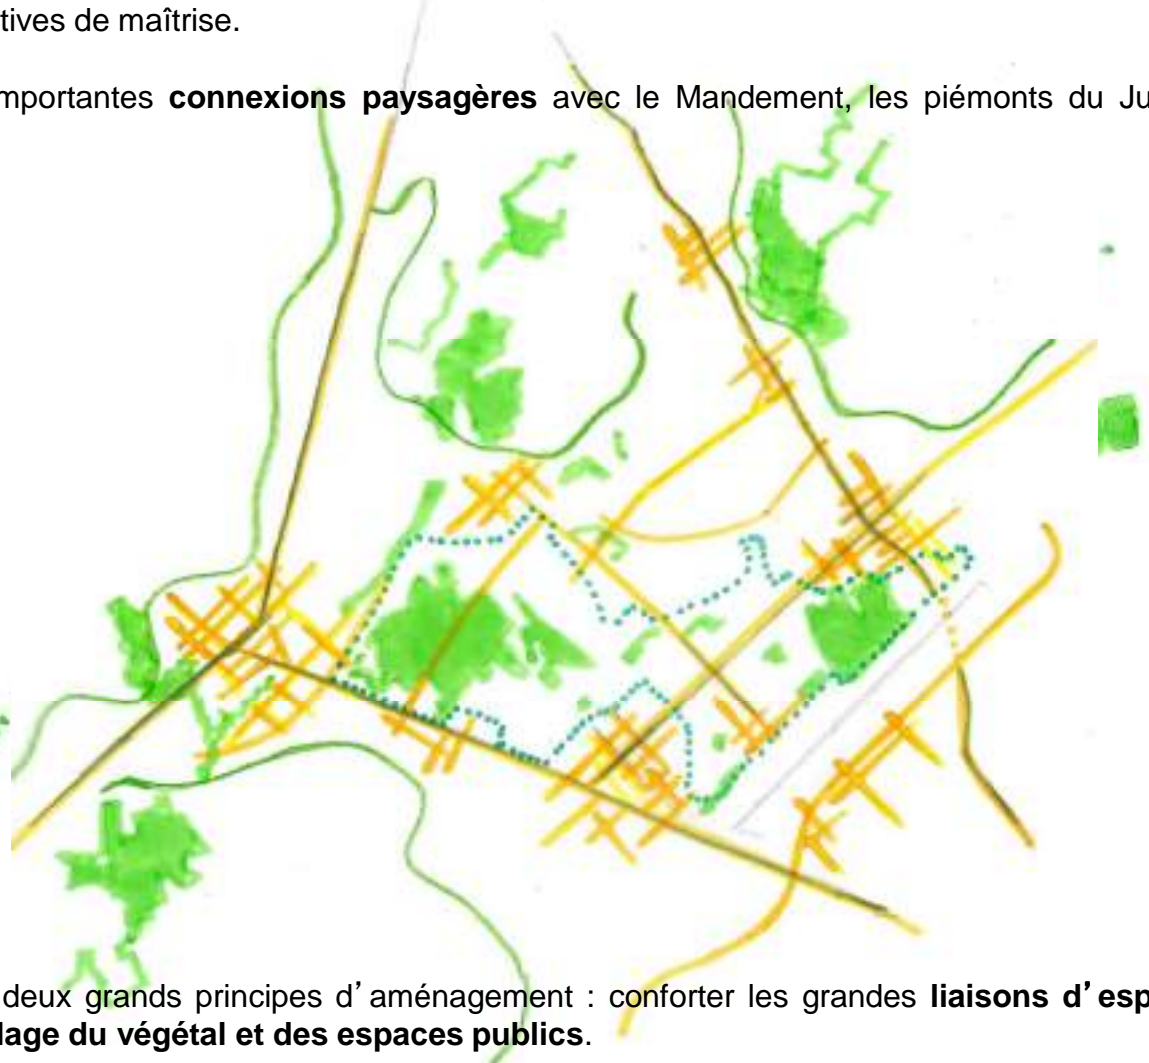 tives de maîtrise.
mportantes connexions paysagères avec le Mandement, les piémonts du Ju
deux grands principes d’aménagement : conforter les grandes liaisons d’esp
lage du végétal et des espaces publics.